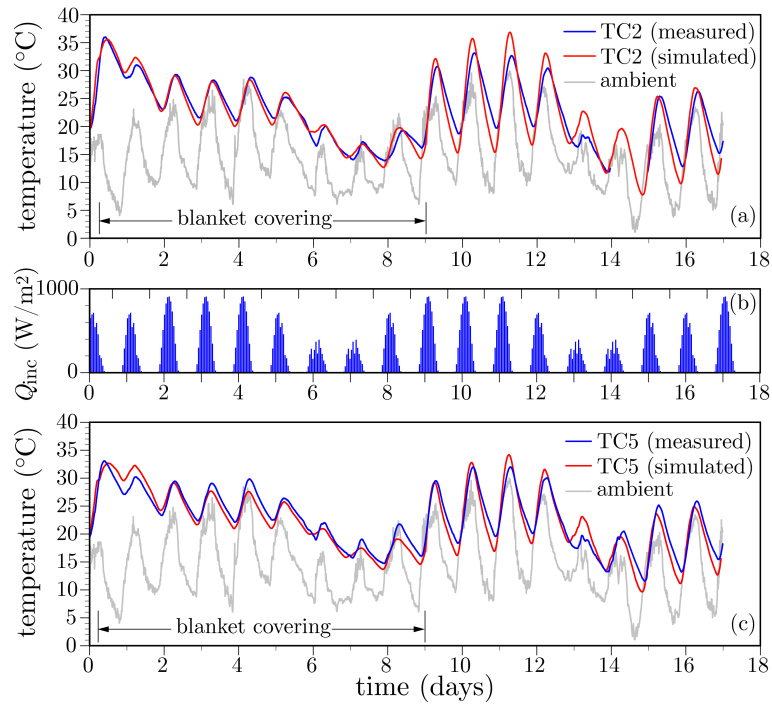 40
35
30
25
20
15
10
5
0
temperature (°C)
TC2 (measured)
TC2 (simulated)
ambient
blanket covering
(a)
0 2 4 6 8 10 12 14 16 18
1000
0
Qinc (W/m²)
(b)
0 2 4 6 8 10 12 14 16 18
40
35
30
25
20
15
10
5
0
temperature (°C)
TC5 (measured)
TC5 (simulated)
ambient
blanket covering
(c)
0 2 4 6 8 10 12 14 16 18
time (days)